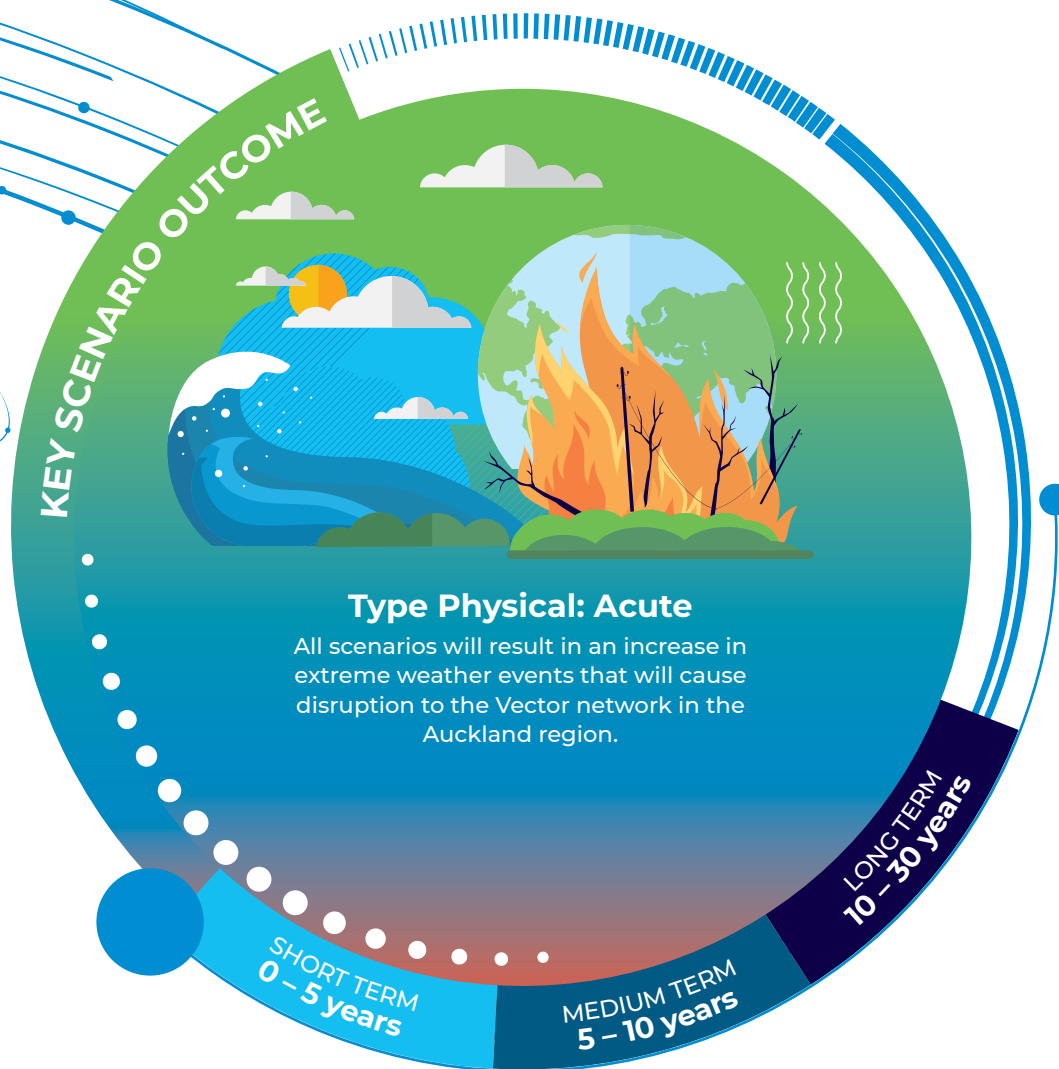 KEY SCENARIO OUTCOME
Type Physical: Acute
All scenarios will result in an increase in
extreme weather events that will cause
disruption to the Vector network in the
Auckland region.
SHORT TERM
0 – 5 years
MEDIUM TERM
5 – 10 years
LONG TERM
10 – 30 years